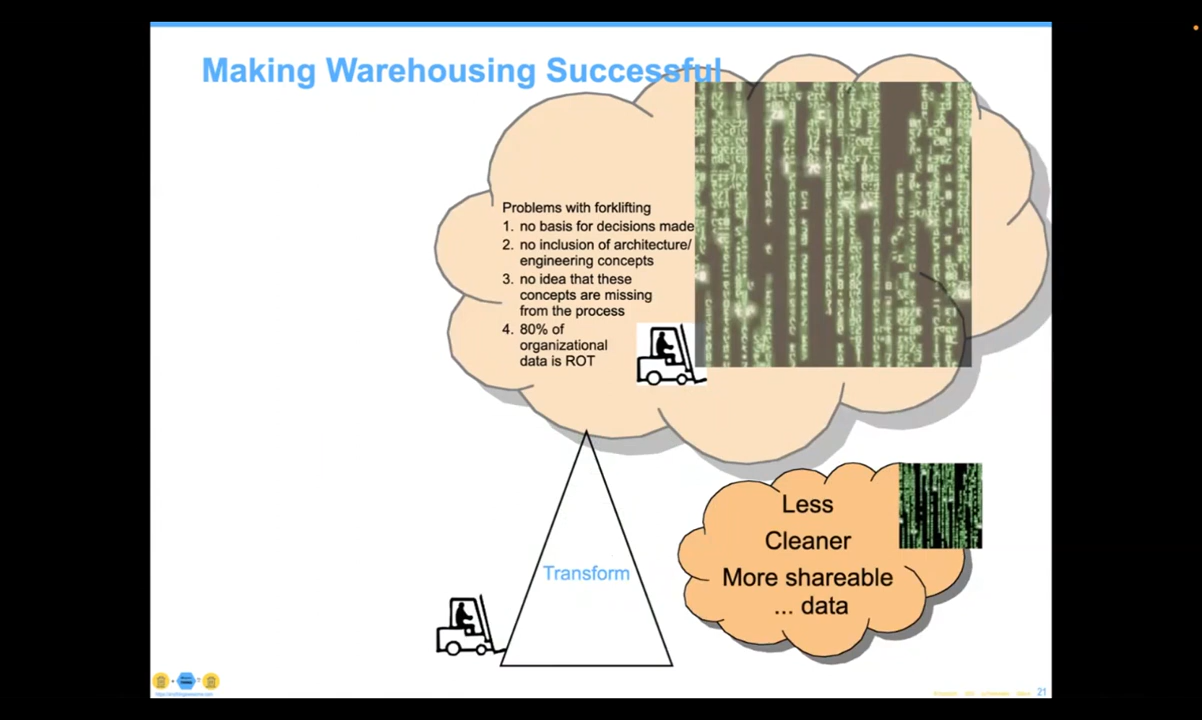 Making Warehousing Successful
Problems with forklifting
1. no basis for decisions made
2. no inclusion of architecture/
engineering concepts
3. no idea that these
concepts are missing
from the process
4. 80% of
organizational
data is ROT
Less
Cleaner
More shareable
... data
Transform
21